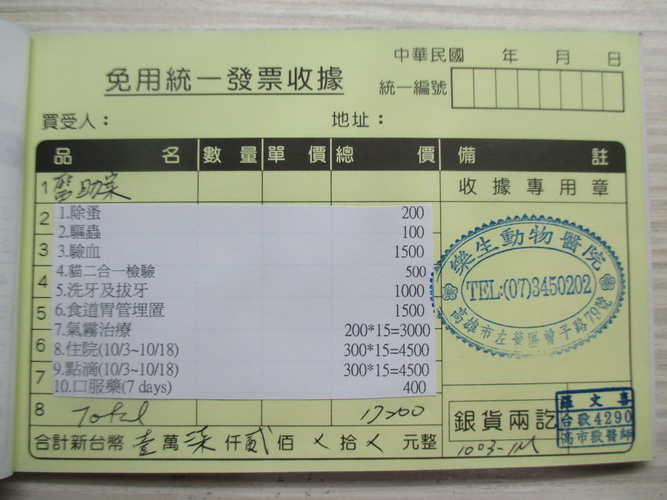 中華民國 年 月 日
免用統一發票收據
統一編號
買受人： 地址：
品名 數量 單價 總價 備註
1 醫助案 收據專用章
2 1.除蚤 200
2.驅蟲 100
3 3.驗血 1500
4.貓二合一檢驗 500
4 5.洗牙及拔牙 1000
5 6.食道胃管埋置 1500
7.氣霧治療 200*15=3000
6 8.住院(10/3~10/18) 300*15=4500
7 9.點滴(10/3~10/18) 300*15=4500
10.口服藥(7 days) 400
樂生動物醫院
TEL:(07)3450202
高雄市左營區曾子路79號
8 Total 17200
合計新台幣 壹萬柒仟貳佰 拾 元整
銀貨兩訖
羅文喜
台獸4290
高市獸醫師